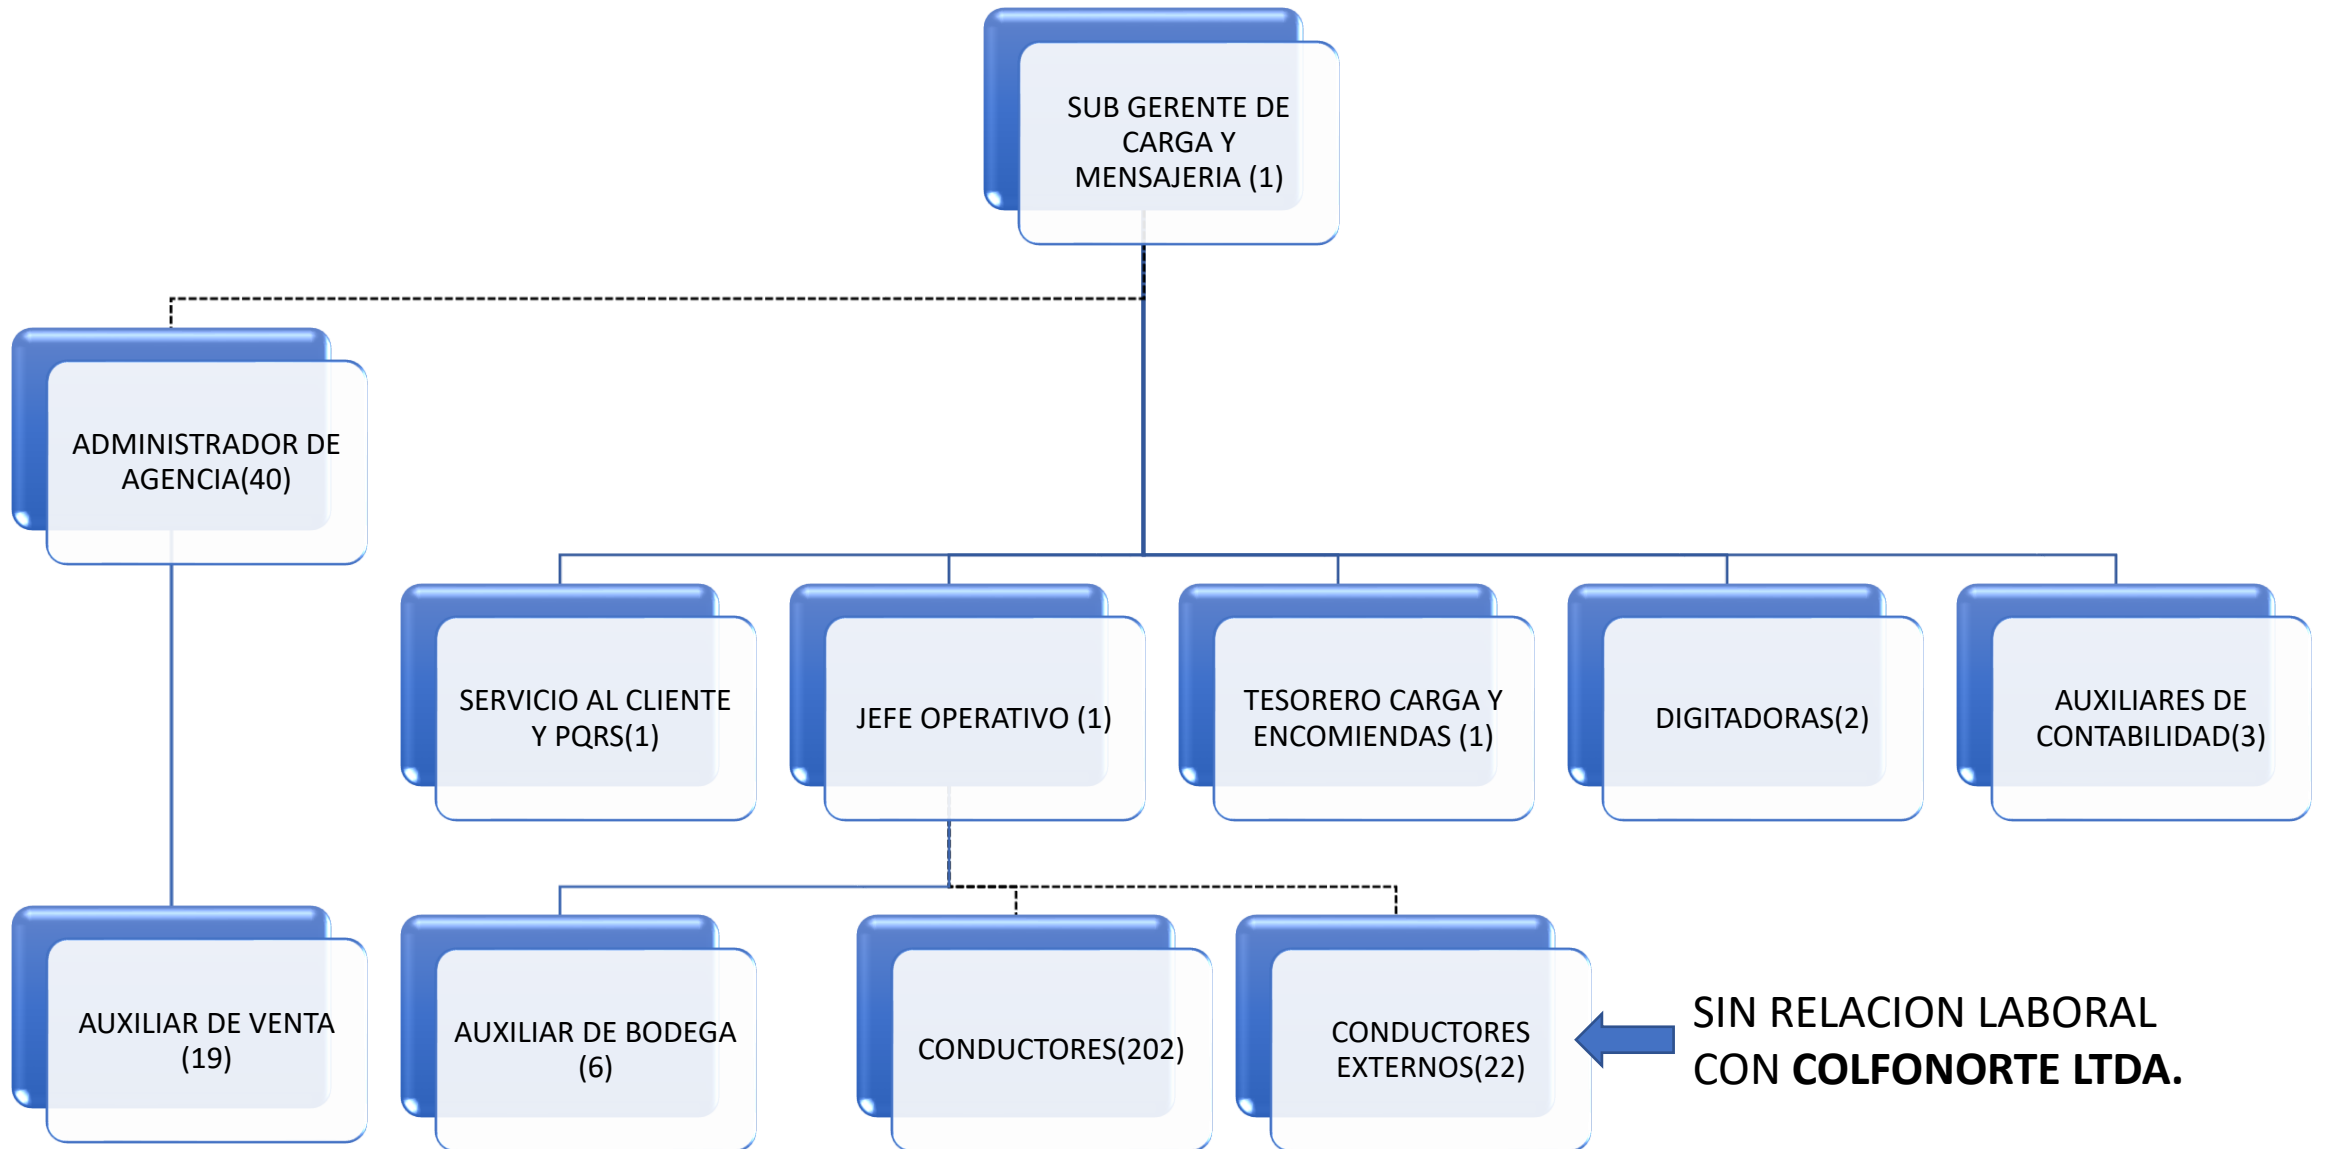 SUB GERENTE DE
CARGA Y
MENSAJERIA (1)
ADMINISTRADOR DE
AGENCIA(40)
SERVICIO AL CLIENTE
Y PQRS(1)
JEFE OPERATIVO (1)
TESORERO CARGA Y
ENCOMIENDAS (1)
DIGITADORAS(2)
AUXILIARES DE
CONTABILIDAD(3)
AUXILIAR DE VENTA
(19)
AUXILIAR DE BODEGA
(6)
CONDUCTORES(202)
CONDUCTORES
EXTERNOS(22)
SIN RELACION LABORAL
CON COLFONORTE LTDA.